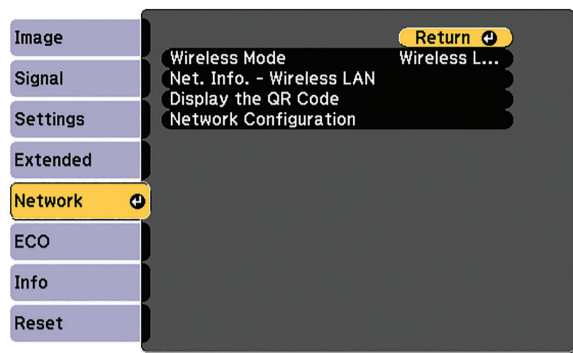 Image
Signal
Settings
Extended
Network
ECO
Info
Reset
Return
Wireless Mode Wireless L...
Net. Info. - Wireless LAN
Display the QR Code
Network Configuration